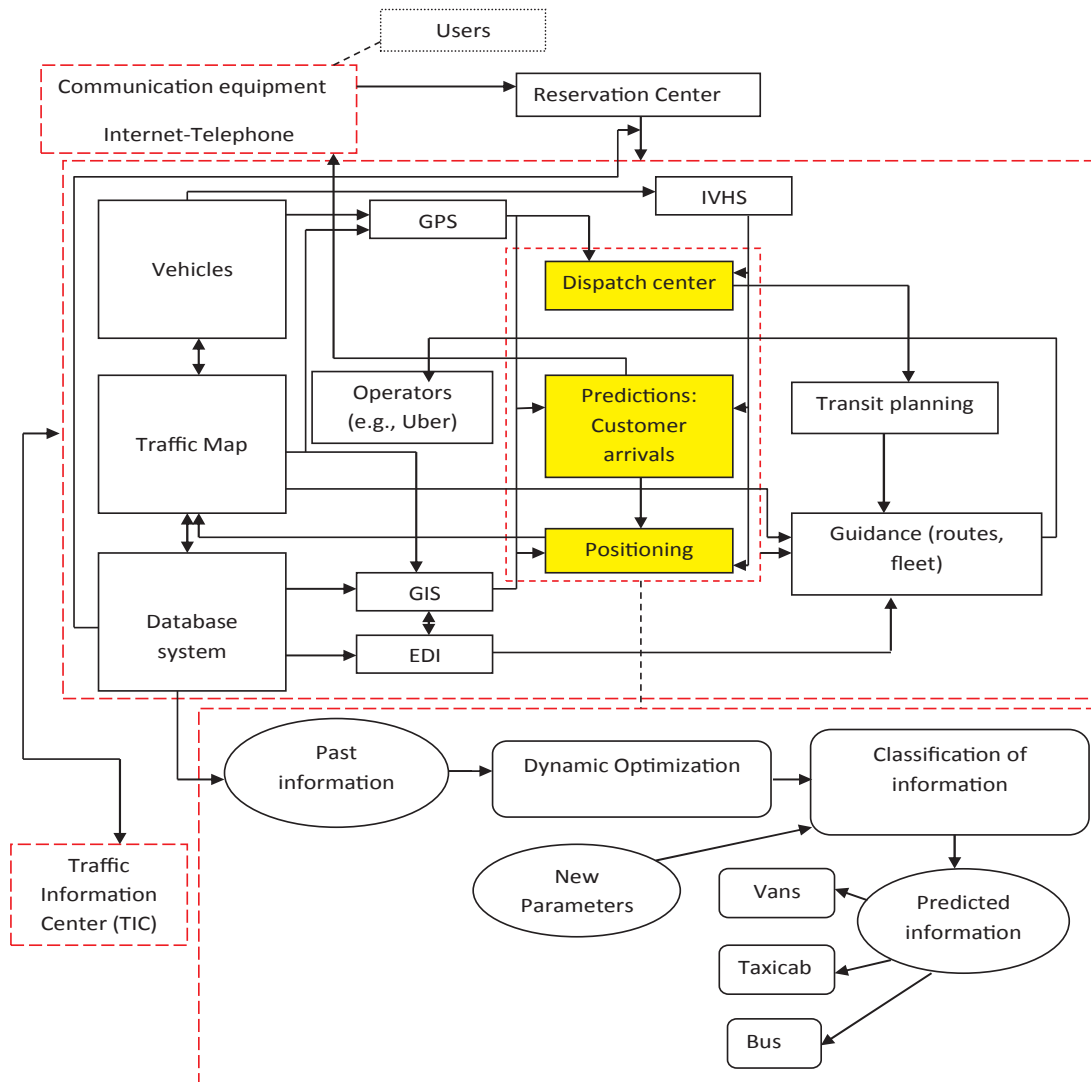 Users
Communication equipment
Internet-Telephone
Reservation Center
IVHS
GPS
Vehicles
Dispatch center
Operators
(e.g., Uber)
Predictions:
Customer
arrivals
Transit planning
Traffic Map
Positioning
Guidance (routes,
fleet)
GIS
Database
system
EDI
Past
information
Dynamic Optimization
Classification of
information
New
Parameters
Traffic
Information
Center (TIC)
Vans
Predicted
information
Taxicab
Bus